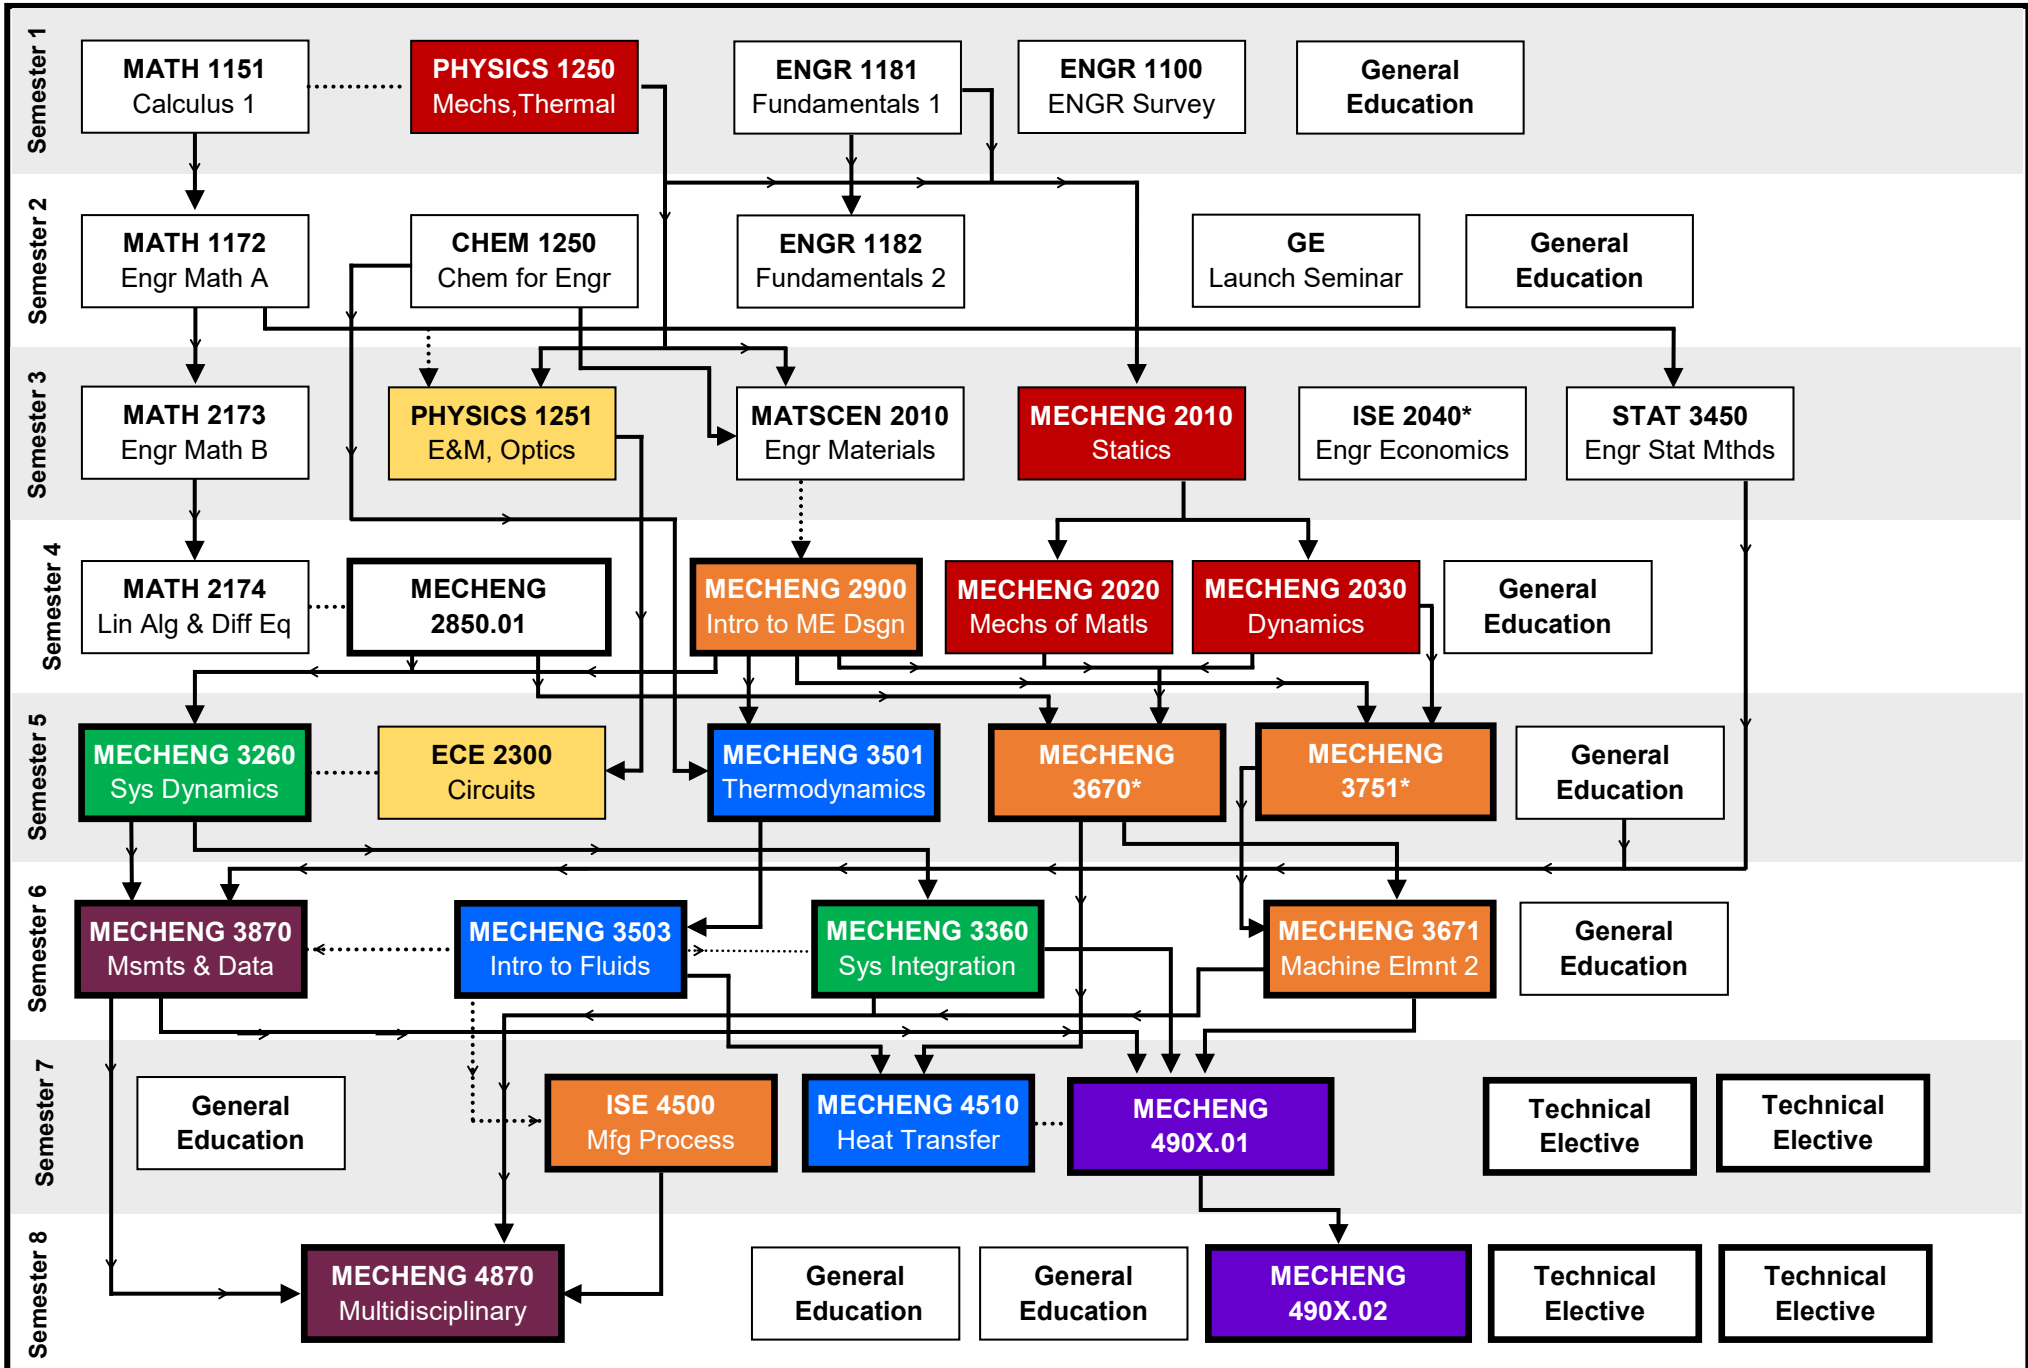 Semester 1
MATH 1151
Calculus 1
PHYSICS 1250
Mechs,Thermal
ENGR 1181
Fundamentals 1
ENGR 1100
ENGR Survey
General
Education
Semester 2
MATH 1172
Engr Math A
CHEM 1250
Chem for Engr
ENGR 1182
Fundamentals 2
GE
Launch Seminar
General
Education
Semester 3
MATH 2173
Engr Math B
PHYSICS 1251
E&M, Optics
MATSCEN 2010
Engr Materials
MECHENG 2010
Statics
ISE 2040*
Engr Economics
STAT 3450
Engr Stat Mthds
Semester 4
MATH 2174
Lin Alg & Diff Eq
MECHENG
2850.01
MECHENG 2900
Intro to ME Dsgn
MECHENG 2020
Mechs of Matls
MECHENG 2030
Dynamics
General
Education
Semester 5
MECHENG 3260
Sys Dynamics
ECE 2300
Circuits
MECHENG 3501
Thermodynamics
MECHENG
3670*
MECHENG
3751*
General
Education
Semester 6
MECHENG 3870
Msmts & Data
MECHENG 3503
Intro to Fluids
MECHENG 3360
Sys Integration
MECHENG 3671
Machine Elmnt 2
General
Education
Semester 7
General
Education
ISE 4500
Mfg Process
MECHENG 4510
Heat Transfer
MECHENG
490X.01
Technical
Elective
Technical
Elective
Semester 8
MECHENG 4870
Multidisciplinary
General
Education
General
Education
MECHENG
490X.02
Technical
Elective
Technical
Elective